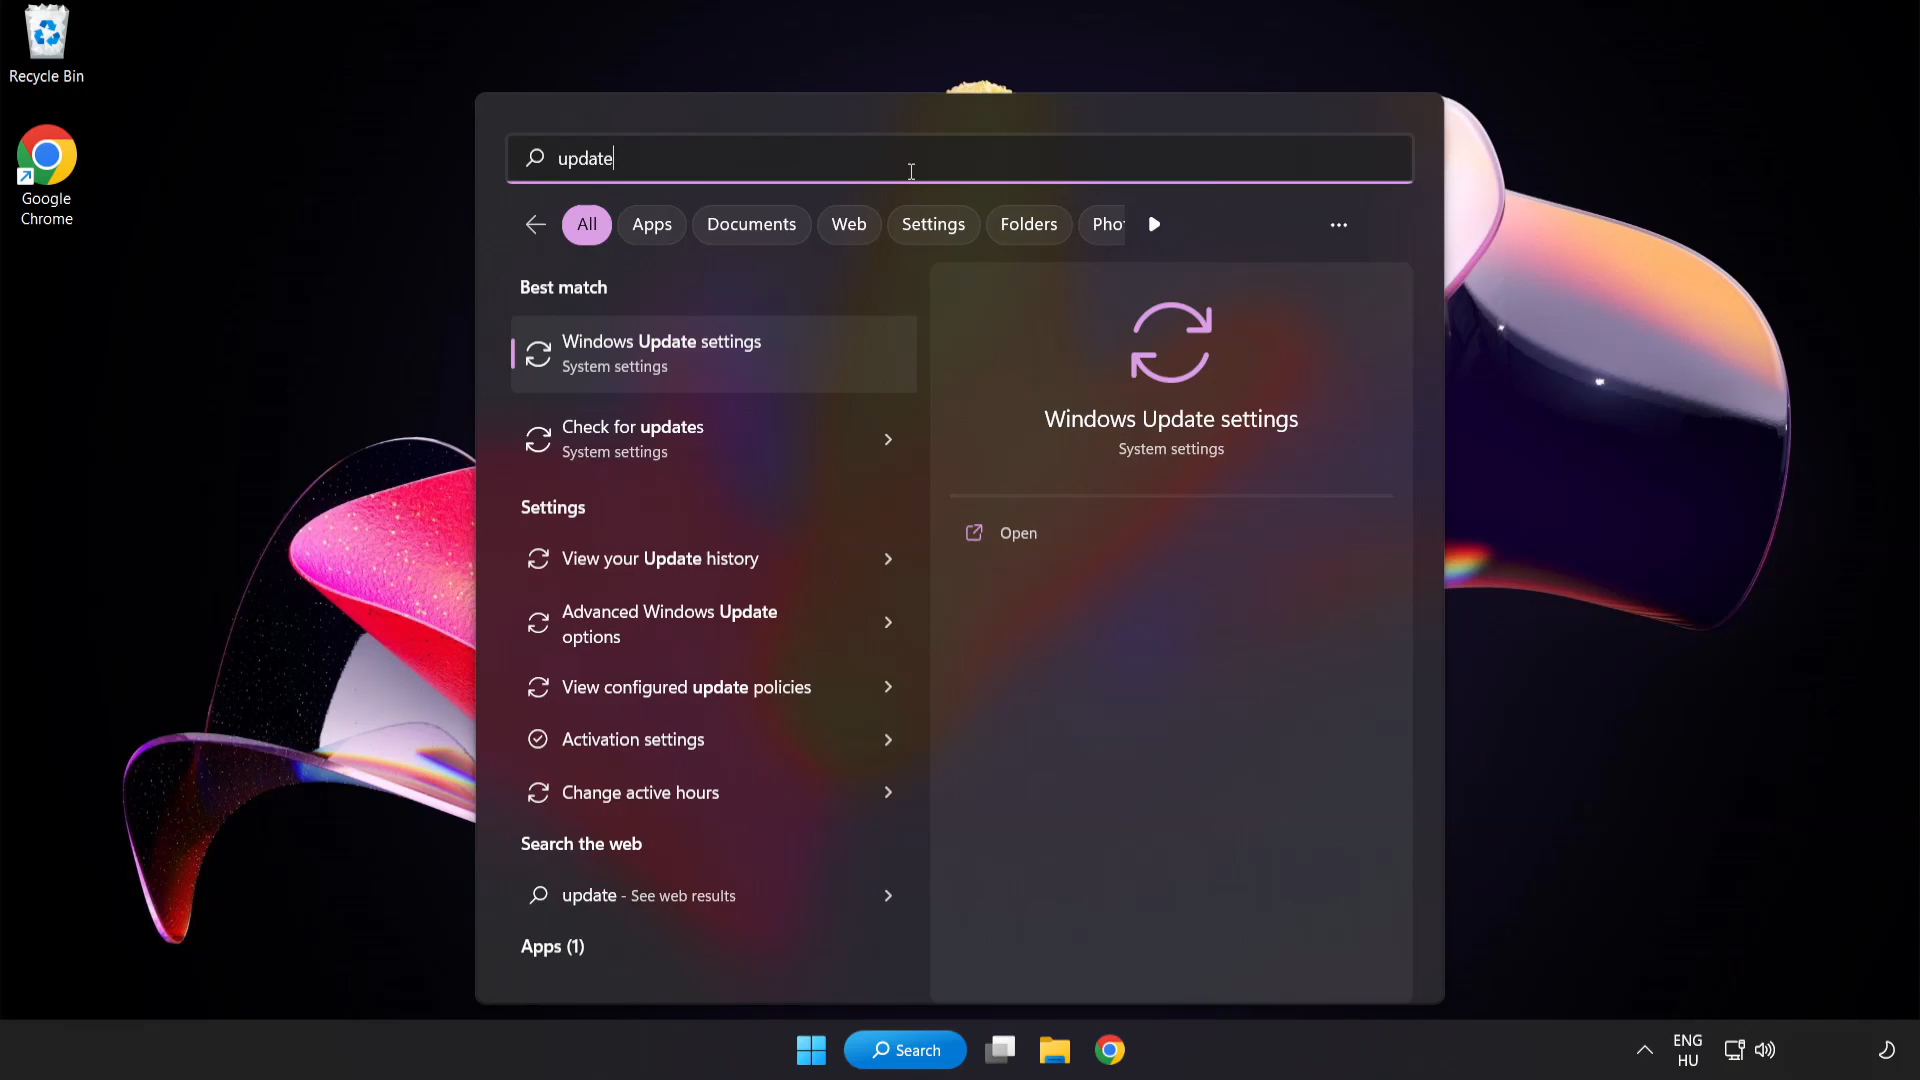 Recycle Bin
Google
Chrome
update
All
Apps
Documents
Web
Settings
Folders
Pho
Best match
Windows Update settings
System settings
Check for updates
System settings
Settings
View your Update history
Advanced Windows Update
options
View configured update policies
Activation settings
Change active hours
Search the web
update - See web results
Apps (1)
Windows Update settings
System settings
Open
Search
ENG
HU